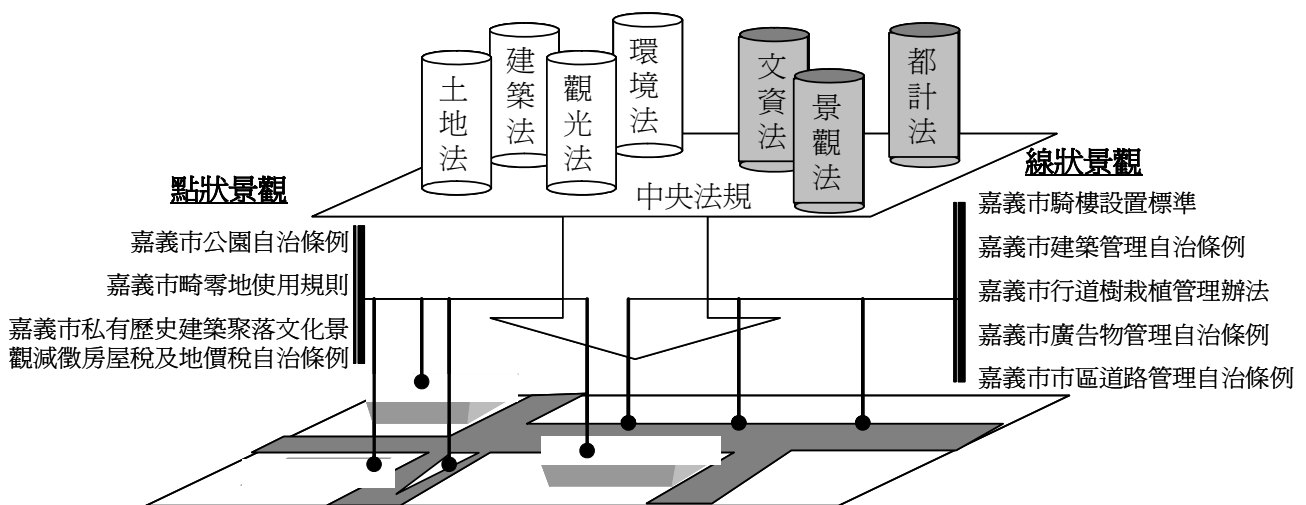 土地法
建築法
觀光法
環境法
文資法
景觀法
都計法
中央法規
點狀景觀
嘉義市公園自治條例
嘉義市畸零地使用規則
嘉義市私有歷史建築聚落文化景
觀減徵房屋稅及地價稅自治條例
線狀景觀
嘉義市騎樓設置標準
嘉義市建築管理自治條例
嘉義市行道樹栽植管理辦法
嘉義市廣告物管理自治條例
嘉義市市區道路管理自治條例